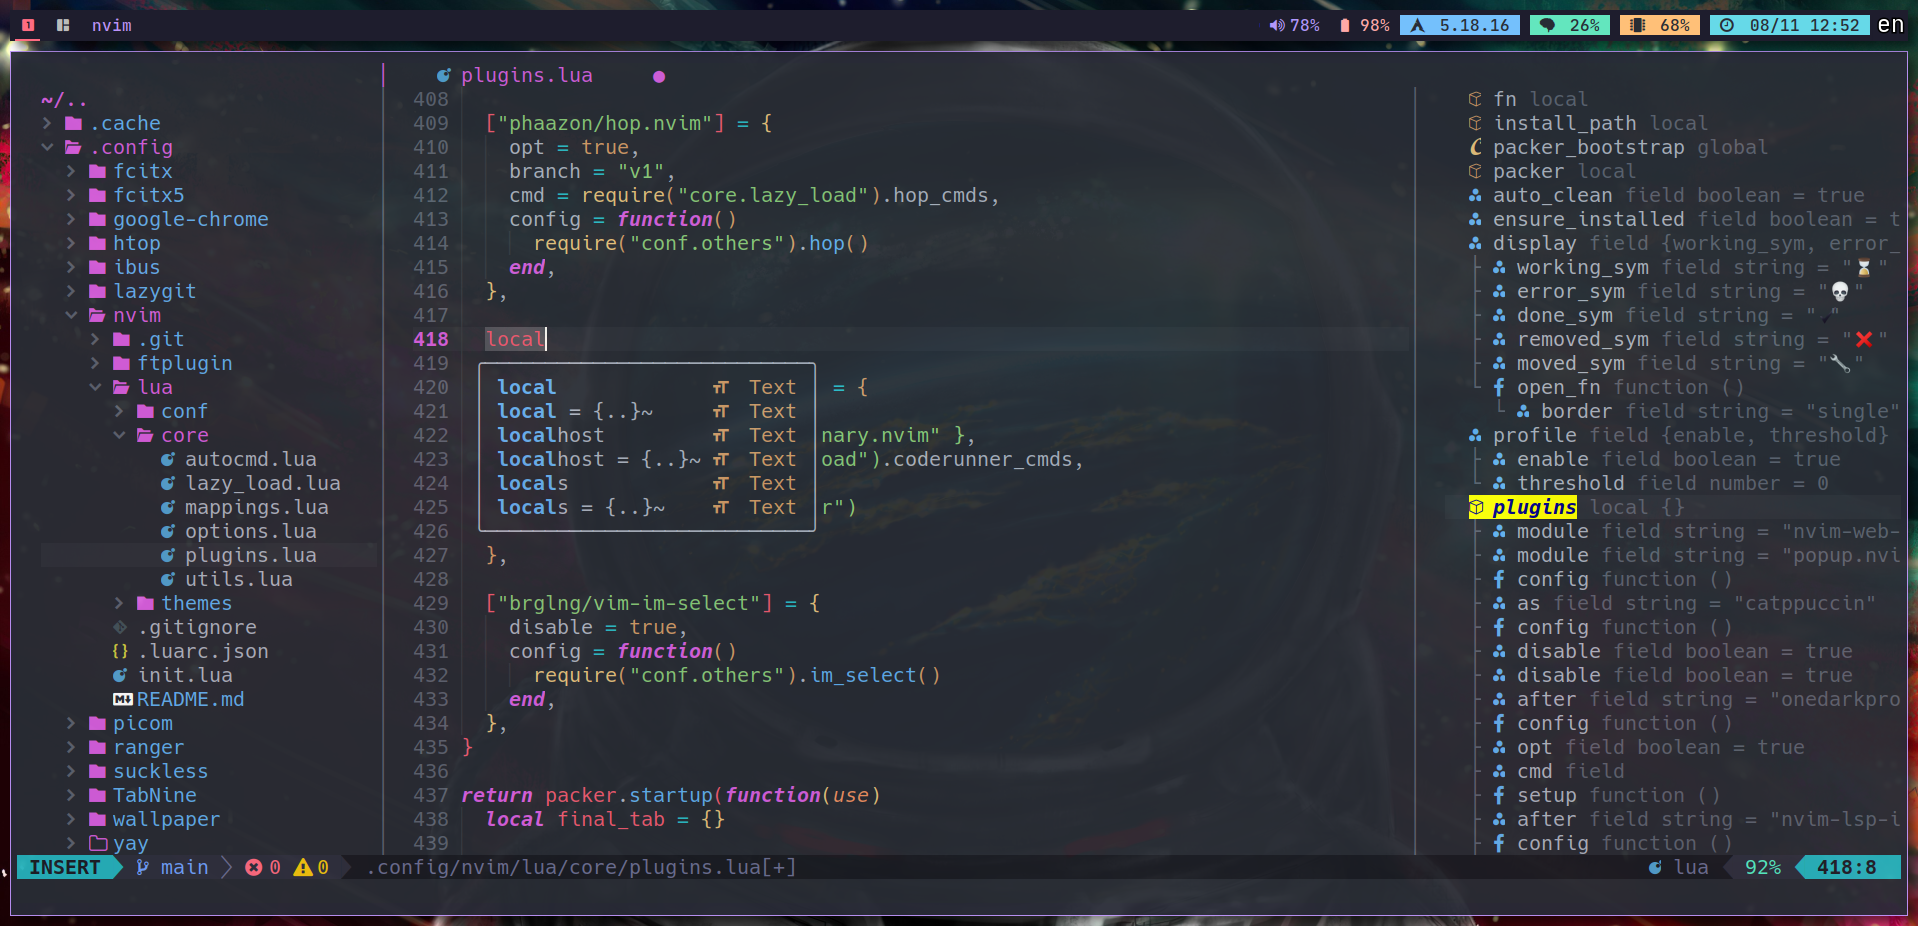 1 nvim 78% 98% 5.18.16 26% 68% 08/11 12:52 en
~/..
.cache
.config
fcitx
fcitx5
google-chrome
htop
ibus
lazygit
nvim
.git
ftplugin
lua
conf
core
autocmd.lua
lazy_load.lua
mappings.lua
options.lua
plugins.lua
utils.lua
themes
.gitignore
{} .luarc.json
init.lua
M↓ README.md
picom
ranger
suckless
TabNine
wallpaper
yay
plugins.lua ●
408
409 ["phaazon/hop.nvim"] = {
410 opt = true,
411 branch = "v1",
412 cmd = require("core.lazy_load").hop_cmds,
413 config = function()
414 require("conf.others").hop()
415 end,
416 },
417
418 local
419
420 = {
421
422 nary.nvim" },
423 oad").coderunner_cmds,
424
425 r")
426
427 },
428
429 ["brglng/vim-im-select"] = {
430 disable = true,
431 config = function()
432 require("conf.others").im_select()
433 end,
434 },
435 }
436
437 return packer.startup(function(use)
438 local final_tab = {}
439
local TT Text
local = {..}~ TT Text
localhost TT Text
localhost = {..}~ TT Text
locals TT Text
locals = {..}~ TT Text
fn local
install_path local
packer_bootstrap global
packer local
auto_clean field boolean = true
ensure_installed field boolean = t
display field {working_sym, error_
working_sym field string = "⌛"
error_sym field string = "💀"
done_sym field string = "✔"
removed_sym field string = "❌"
moved_sym field string = "🔧"
open_fn function ()
border field string = "single"
profile field {enable, threshold}
enable field boolean = true
threshold field number = 0
plugins local {}
module field string = "nvim-web-
module field string = "popup.nvi
config function ()
as field string = "catppuccin"
config function ()
disable field boolean = true
disable field boolean = true
after field string = "onedarkpro
config function ()
opt field boolean = true
cmd field
setup function ()
after field string = "nvim-lsp-i
config function ()
INSERT main 0 0 .config/nvim/lua/core/plugins.lua[+] lua 92% 418:8